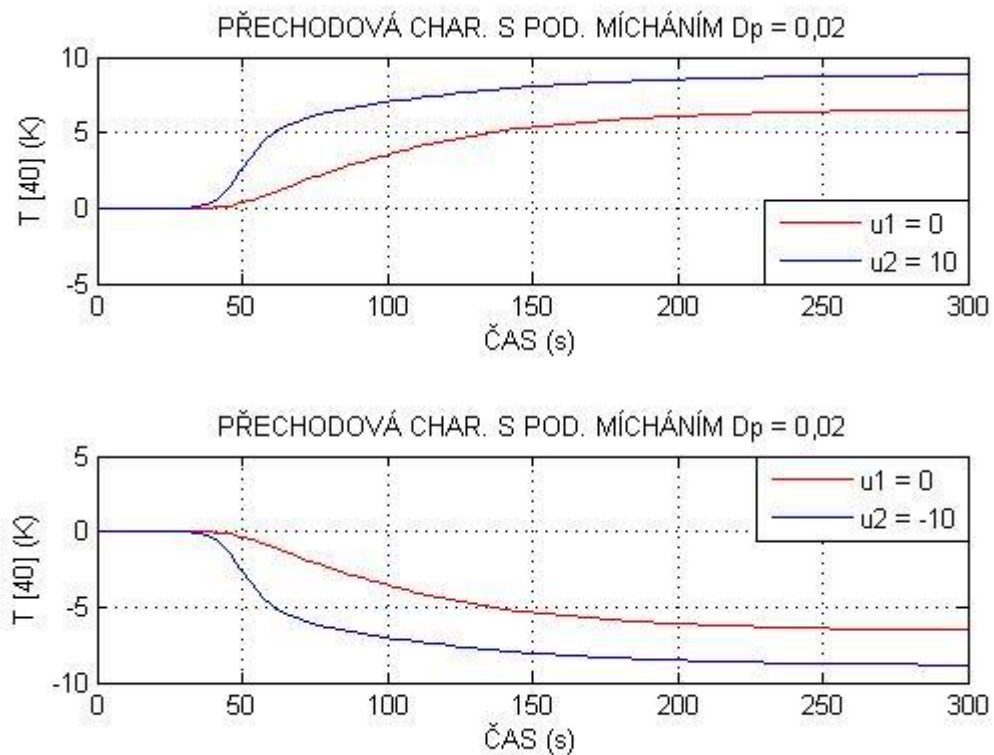 PŘECHODOVÁ CHAR. S POD. MÍCHÁNÍM Dp = 0,02
10
5
0
-5
T [40] (K)
u1 = 0
u2 = 10
0 50 100 150 200 250 300
ČAS (s)
PŘECHODOVÁ CHAR. S POD. MÍCHÁNÍM Dp = 0,02
5
0
-5
-10
T [40] (K)
u1 = 0
u2 = -10
0 50 100 150 200 250 300
ČAS (s)